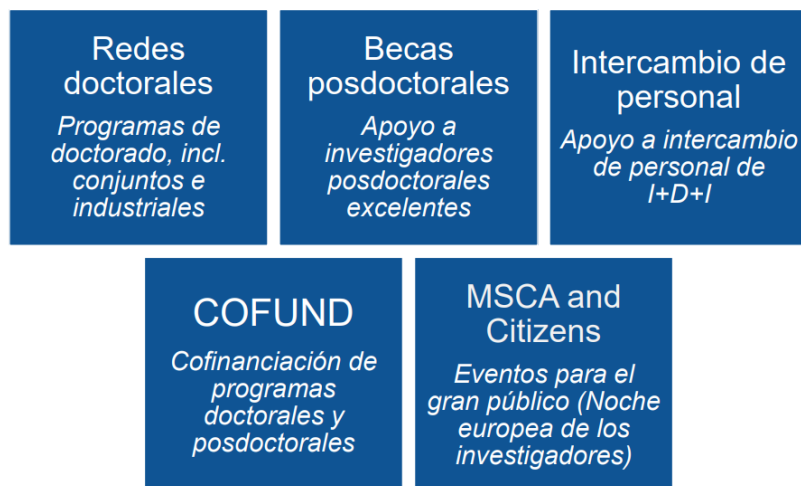 Redes
doctorales
Programas de
doctorado, incl.
conjuntos e
industriales
Becas
posdoctorales
Apoyo a
investigadores
posdoctorales
excelentes
Intercambio de
personal
Apoyo a intercambio
de personal de
I+D+I
COFUND
Cofinanciación de
programas
doctorales y
posdoctorales
MSCA and
Citizens
Eventos para el
gran público (Noche
europea de los
investigadores)